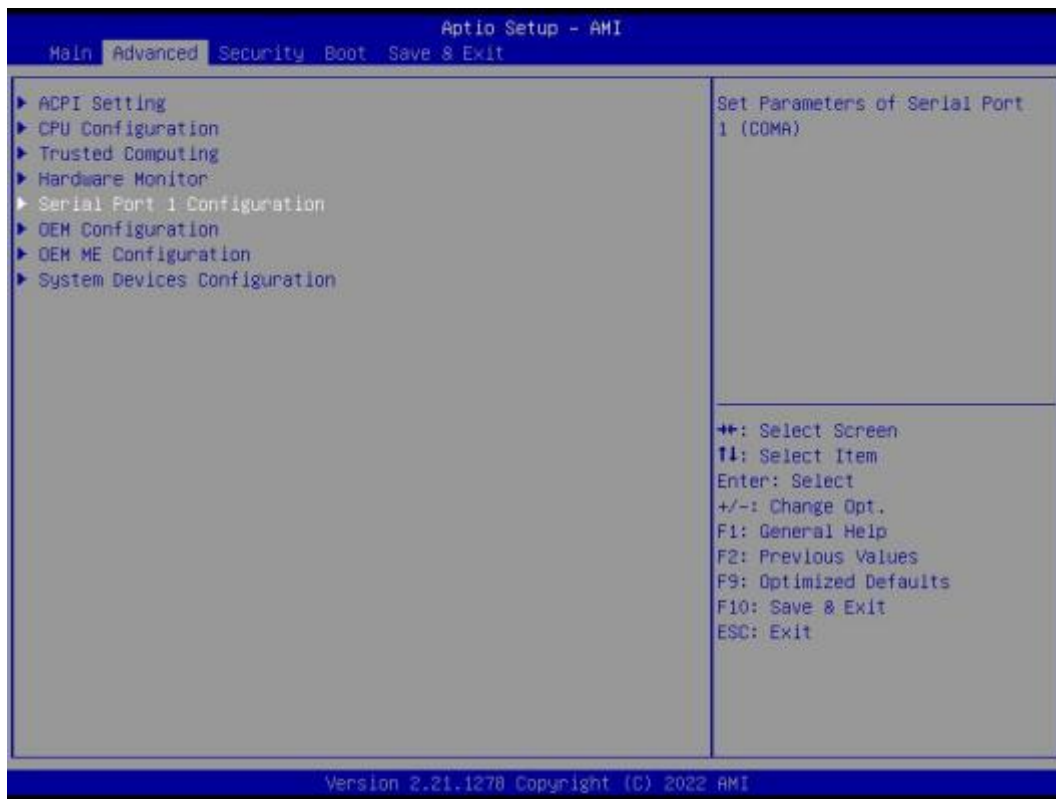 Aptio Setup - AMI
Main Advanced Security Boot Save & Exit
▶ ACPI Setting
▶ CPU Configuration
▶ Trusted Computing
▶ Hardware Monitor
▶ Serial Port 1 Configuration
▶ OEM Configuration
▶ OEM ME Configuration
▶ System Devices Configuration
Set Parameters of Serial Port
1 (COMA)
→←: Select Screen
↑↓: Select Item
Enter: Select
+/-: Change Opt.
F1: General Help
F2: Previous Values
F9: Optimized Defaults
F10: Save & Exit
ESC: Exit
Version 2.21.1278 Copyright (C) 2022 AMI